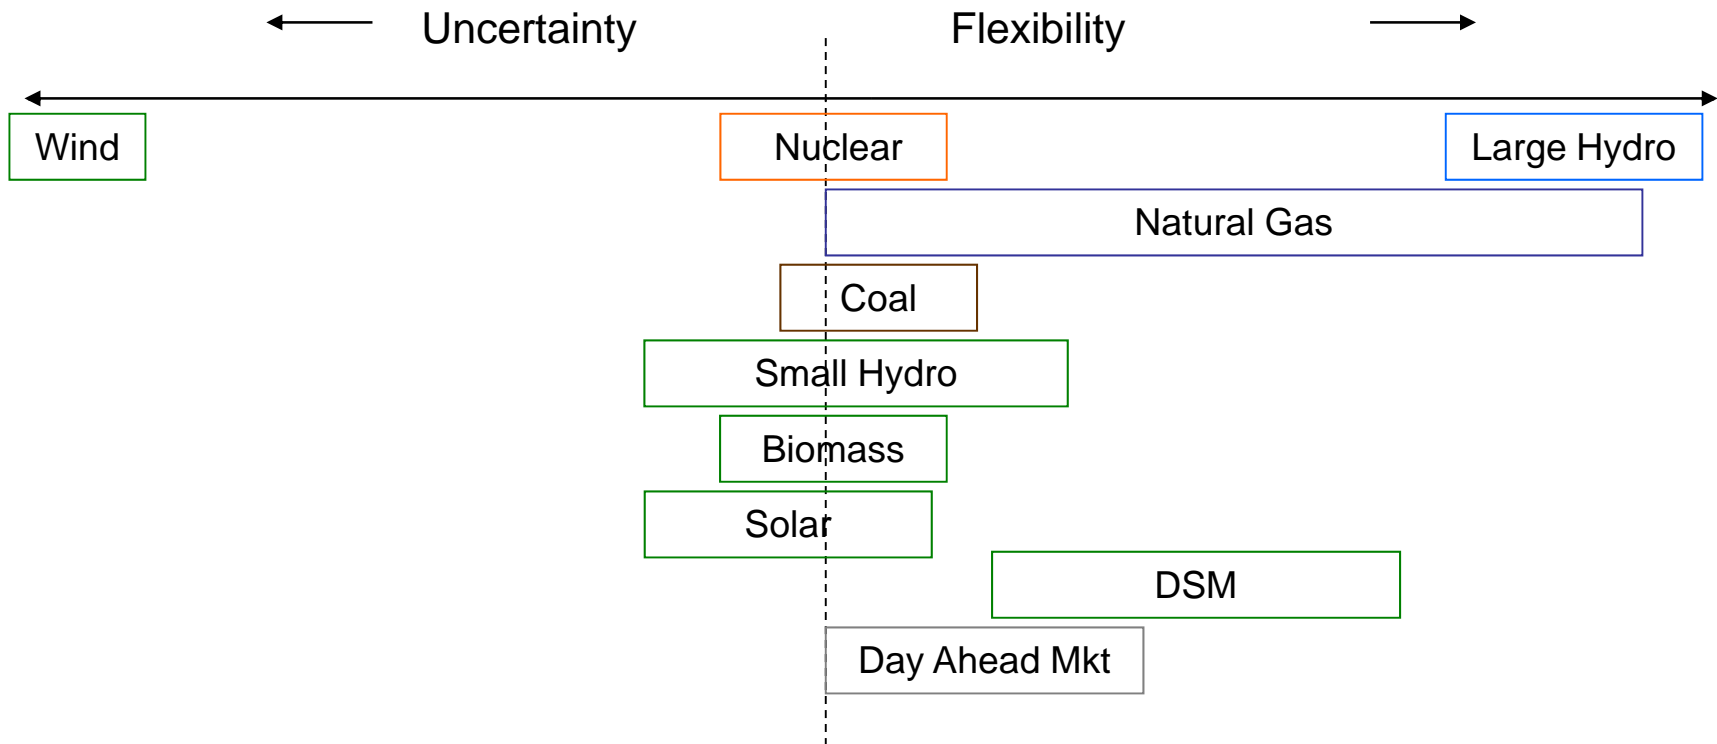 Uncertainty
Flexibility
Wind
Nuclear
Large Hydro
Natural Gas
Coal
Small Hydro
Biomass
Solar
DSM
Day Ahead Mkt